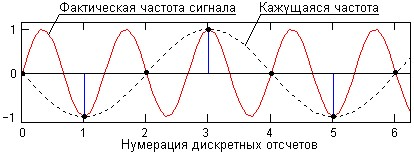 Фактическая частота сигнала
Кажущаяся частота
1
0
-1
0 1 2 3 4 5 6
Нумерация дискретных отсчетов